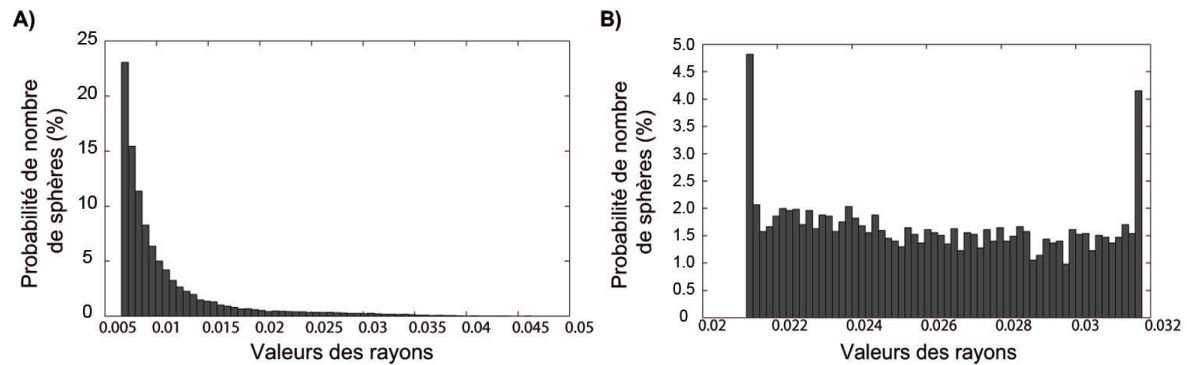 A)
Probabilité de nombre
de sphères (%)
25
20
15
10
5
0
0.005 0.01 0.015 0.02 0.025 0.03 0.035 0.04 0.045 0.05
Valeurs des rayons
B)
Probabilité de nombre
de sphères (%)
5.0
4.5
4.0
3.5
3.0
2.5
2.0
1.5
1.0
0.5
0
0.02 0.022 0.024 0.026 0.028 0.03 0.032
Valeurs des rayons